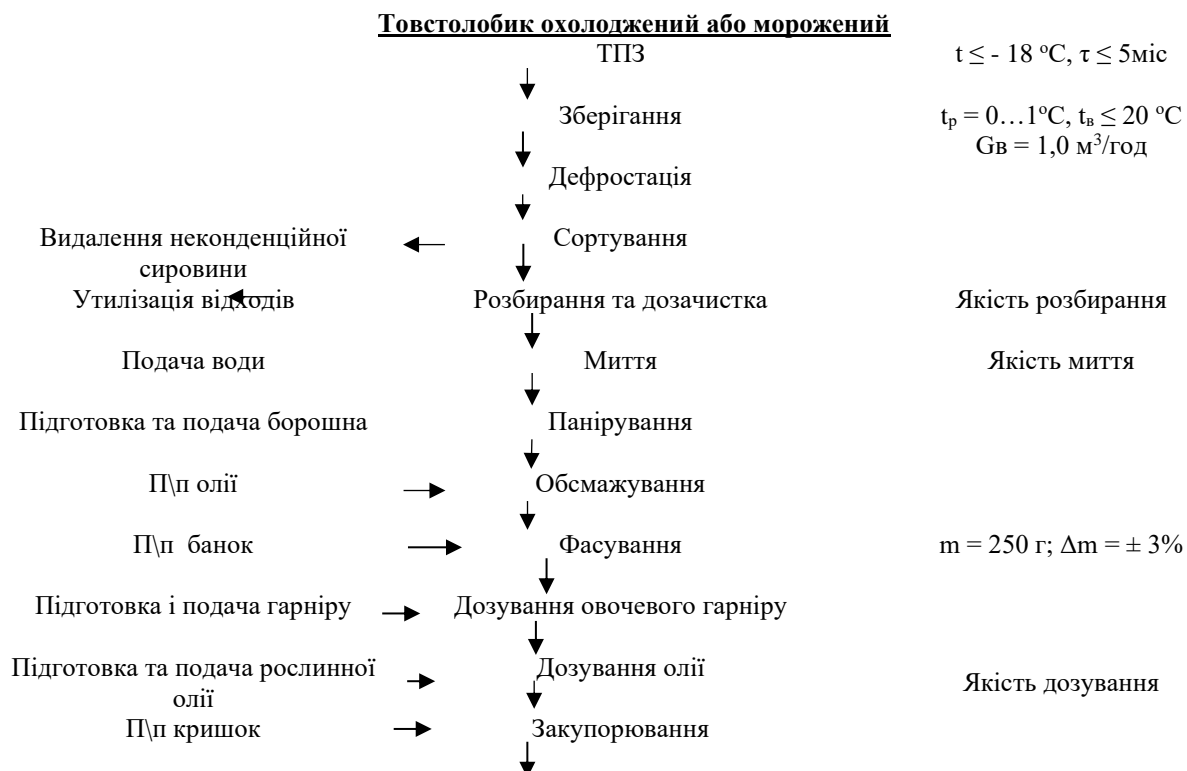 Товстолобик охолоджений або морожений
ТПЗ t ≤ - 18 ºС, τ ≤ 5міс
Зберігання tр = 0…1ºС, tв ≤ 20 ºС
Gв = 1,0 м³/год
Дефростація
Видалення неконденційної Сортування
сировини
Утилізація відходів Розбирання та дозачистка Якість розбирання
Подача води Миття Якість миття
Підготовка та подача борошна Панірування
П\п олії Обсмажування
П\п банок Фасування m = 250 г; Δm = ± 3%
Підготовка і подача гарніру Дозування овочевого гарніру
Підготовка та подача рослинної Дозування олії
олії Якість дозування
П\п кришок Закупорювання